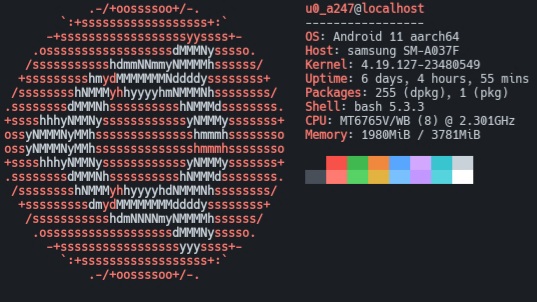 .-/+oossssoo+/-.
`:+ssssssssssssssssss+:`
-+ssssssssssssssssssyyssss+-
.ossssssssssssssssssdMMMNysssso.
/ssssssssssshdmmNNmmyNMMMMhssssss/
+ssssssssshmydMMMMMMMNddddyssssssss+
/sssssssshNMMMyhhyyyyhmNMMMNhssssssss/
.ssssssssdMMMNhsssssssssshNMMMdssssssss.
+sssshhhyNMMNyssssssssssssyNMMMysssssss+
ossyNMMMNyMMhsssssssssssssshmmmhssssssso
ossyNMMMNyMMhsssssssssssssshmmmhssssssso
+sssshhhyNMMNyssssssssssssyNMMMysssssss+
.ssssssssdMMMNhsssssssssshNMMMdssssssss.
/sssssssshNMMMyhhyyyyhdNMMMNhssssssss/
+sssssssssdmydMMMMMMMMddddyssssssss+
/ssssssssssshdmNNNNmyNMMMMhssssss/
.ossssssssssssssssssdMMMNysssso.
-+sssssssssssssssssyyyssss+-
`:+ssssssssssssssssss+:`
.-/+oossssoo+/-.
u0_a247@localhost
-----------------
OS: Android 11 aarch64
Host: samsung SM-A037F
Kernel: 4.19.127-23480549
Uptime: 6 days, 4 hours, 55 mins
Packages: 255 (dpkg), 1 (pkg)
Shell: bash 5.3.3
CPU: MT6765V/WB (8) @ 2.301GHz
Memory: 1980MiB / 3781MiB